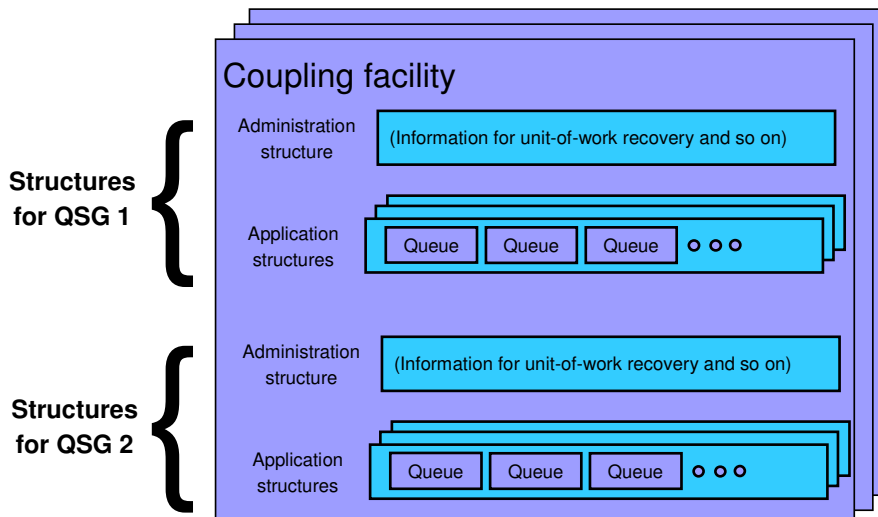 Coupling facility
Administration
structure
(Information for unit-of-work recovery and so on)
Structures
for QSG 1
Application
structures
Queue
Queue
Queue
Administration
structure
(Information for unit-of-work recovery and so on)
Structures
for QSG 2
Application
structures
Queue
Queue
Queue